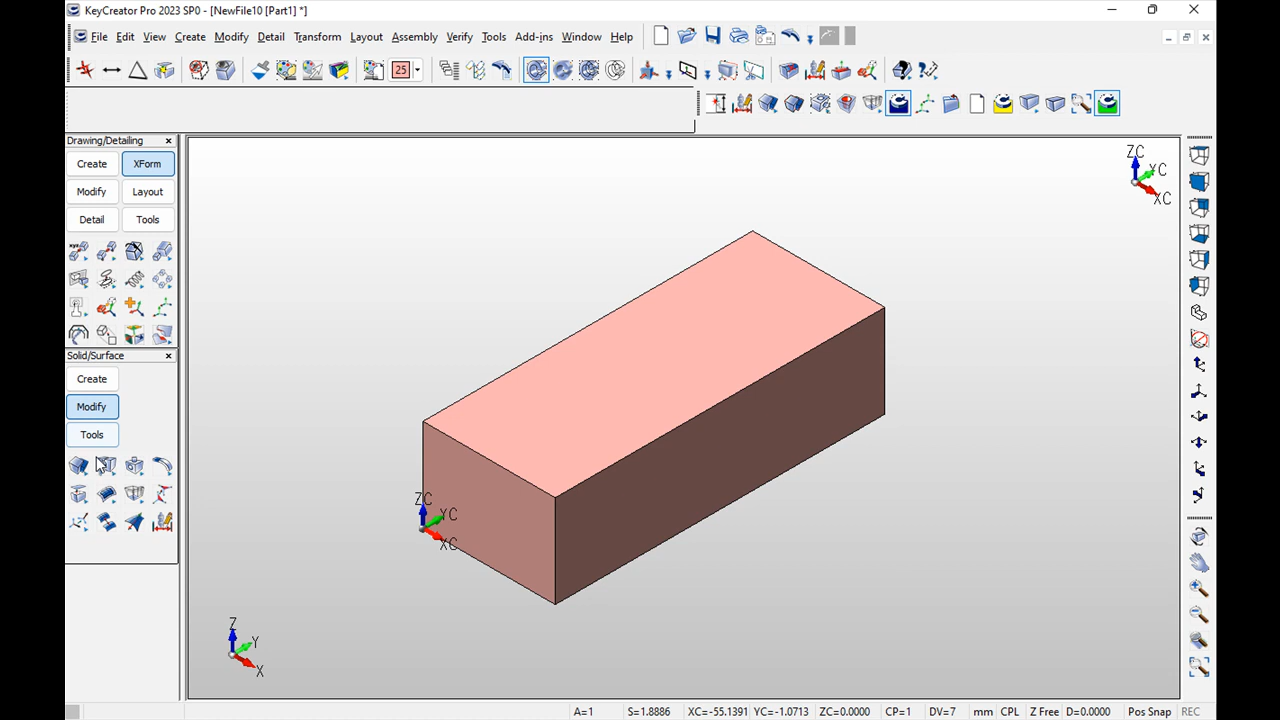 KeyCreator Pro 2023 SP0 - [NewFile10 [Part1] *]
File Edit View Create Modify Detail Transform Layout Assembly Verify Tools Add-ins Window Help
25
Drawing/Detailing
Create XForm
Modify Layout
Detail Tools
xyz
Solid/Surface
Create
Modify
Tools
ZC
YC
XC
ZC
YC
XC
Z
Y
X
A=1 S=1.8886 XC=-55.1391 YC=-1.0713 ZC=0.0000 CP=1 DV=7 mm CPL Z Free D=0.0000 Pos Snap REC